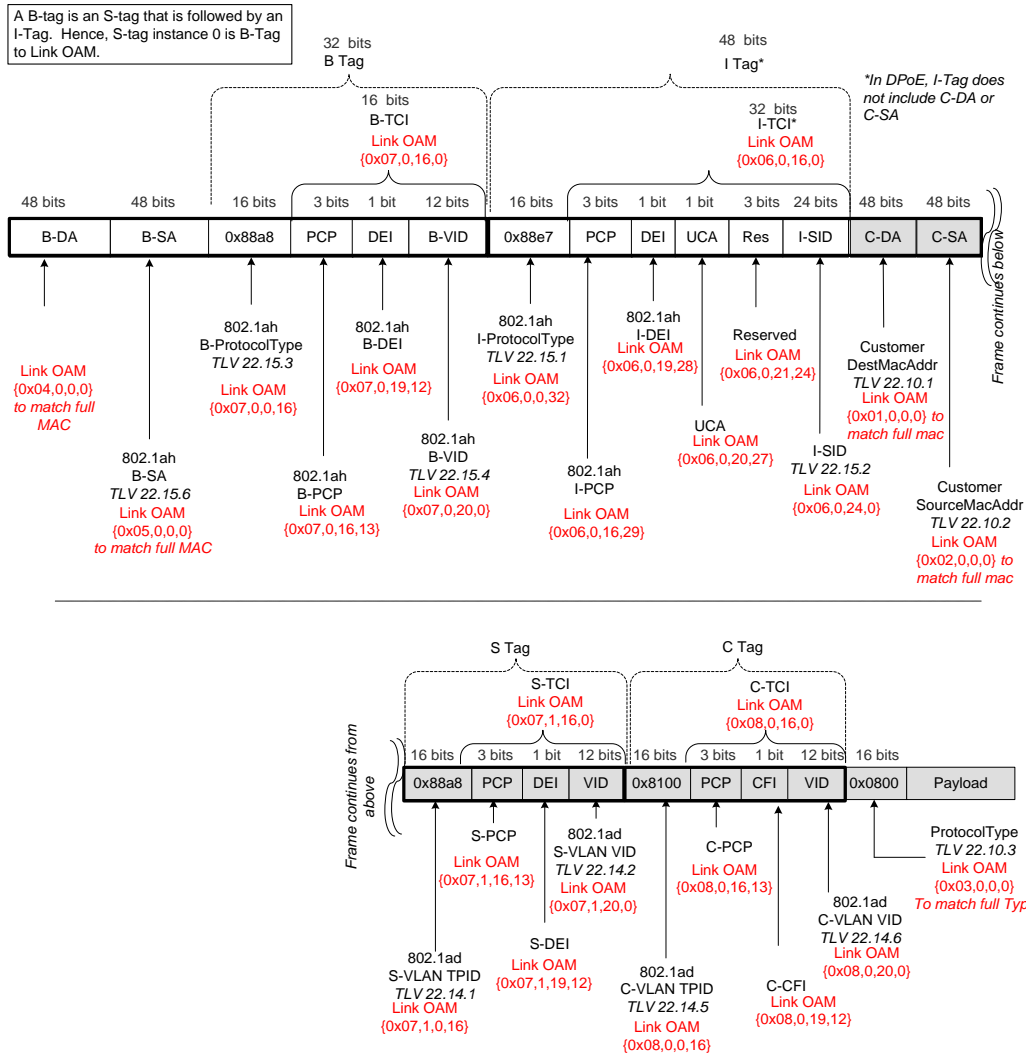 A B-tag is an S-tag that is followed by an
I-Tag. Hence, S-tag instance 0 is B-Tag
to Link OAM.
32 bits
B Tag
48 bits
I Tag*
*In DPoE, I-Tag does
not include C-DA or
C-SA
16 bits
B-TCI
Link OAM
{0x07,0,16,0}
32 bits
I-TCI*
Link OAM
{0x06,0,16,0}
48 bits 48 bits 16 bits 3 bits 1 bit 12 bits 16 bits 3 bits 1 bit 1 bit 3 bits 24 bits 48 bits 48 bits
B-DA B-SA 0x88a8 PCP DEI B-VID 0x88e7 PCP DEI UCA Res I-SID C-DA C-SA
Frame continues below
Link OAM
{0x04,0,0,0}
to match full
MAC
802.1ah
B-SA
TLV 22.15.6
Link OAM
{0x05,0,0,0}
to match full MAC
802.1ah
B-ProtocolType
TLV 22.15.3
Link OAM
{0x07,0,0,16}
802.1ah
B-PCP
Link OAM
{0x07,0,16,13}
802.1ah
B-DEI
Link OAM
{0x07,0,19,12}
802.1ah
B-VID
TLV 22.15.4
Link OAM
{0x07,0,20,0}
802.1ah
I-ProtocolType
TLV 22.15.1
Link OAM
{0x06,0,0,32}
802.1ah
I-PCP
Link OAM
{0x06,0,16,29}
802.1ah
I-DEI
Link OAM
{0x06,0,19,28}
UCA
Link OAM
{0x06,0,20,27}
Reserved
Link OAM
{0x06,0,21,24}
I-SID
TLV 22.15.2
Link OAM
{0x06,0,24,0}
Customer
DestMacAddr
TLV 22.10.1
Link OAM
{0x01,0,0,0} to
match full mac
Customer
SourceMacAddr
TLV 22.10.2
Link OAM
{0x02,0,0,0} to
match full mac
S Tag
C Tag
S-TCI
Link OAM
{0x07,1,16,0}
C-TCI
Link OAM
{0x08,0,16,0}
Frame continues from
above
16 bits 3 bits 1 bit 12 bits 16 bits 3 bits 1 bit 12 bits 16 bits
0x88a8 PCP DEI VID 0x8100 PCP CFI VID 0x0800 Payload
802.1ad
S-VLAN TPID
TLV 22.14.1
Link OAM
{0x07,1,0,16}
S-PCP
Link OAM
{0x07,1,16,13}
S-DEI
Link OAM
{0x07,1,19,12}
802.1ad
S-VLAN VID
TLV 22.14.2
Link OAM
{0x07,1,20,0}
802.1ad
C-VLAN TPID
TLV 22.14.5
Link OAM
{0x08,0,0,16}
C-PCP
Link OAM
{0x08,0,16,13}
C-CFI
Link OAM
{0x08,0,19,12}
802.1ad
C-VLAN VID
TLV 22.14.6
Link OAM
{0x08,0,20,0}
ProtocolType
TLV 22.10.3
Link OAM
{0x03,0,0,0}
To match full Typ